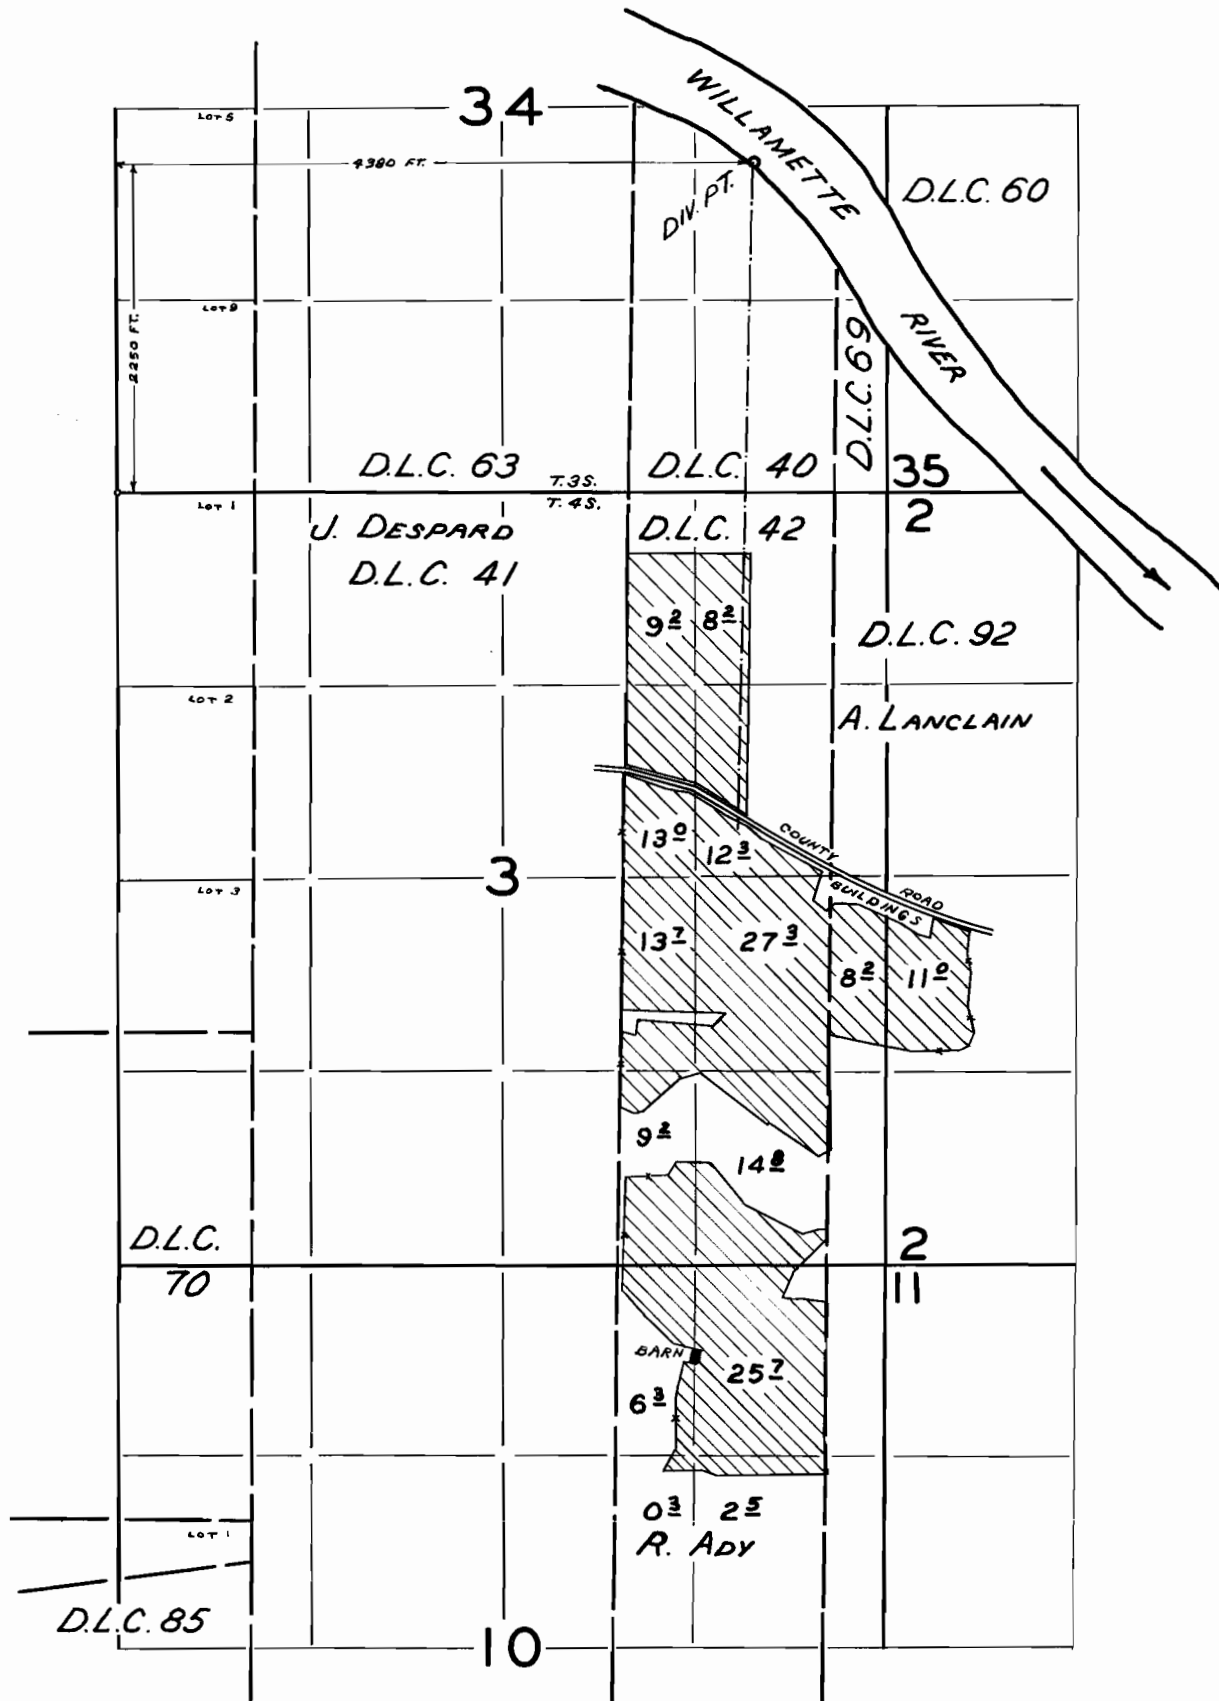 34
LOT 5
4380 FT.
WILLAMETTE
RIVER
D.L.C. 60
DIV. PT.
LOT 9
2250 FT.
D.L.C. 69
D.L.C. 63
T. 3S.
D.L.C. 40
35
LOT 1
T. 4S.
2
J. DESPARD
D.L.C. 42
D.L.C. 41
9 2
8 2
D.L.C. 92
LOT 2
A. LANCLAIN
13 0
12 3
COUNTY
ROAD
3
LOT 3
BUILDINGS
13 7
27 3
8 2
11 0
9 2
14 8
D.L.C.
70
2
11
BARN
25 7
6 3
0 3
2 5
LOT 1
R. ADY
D.L.C. 85
10